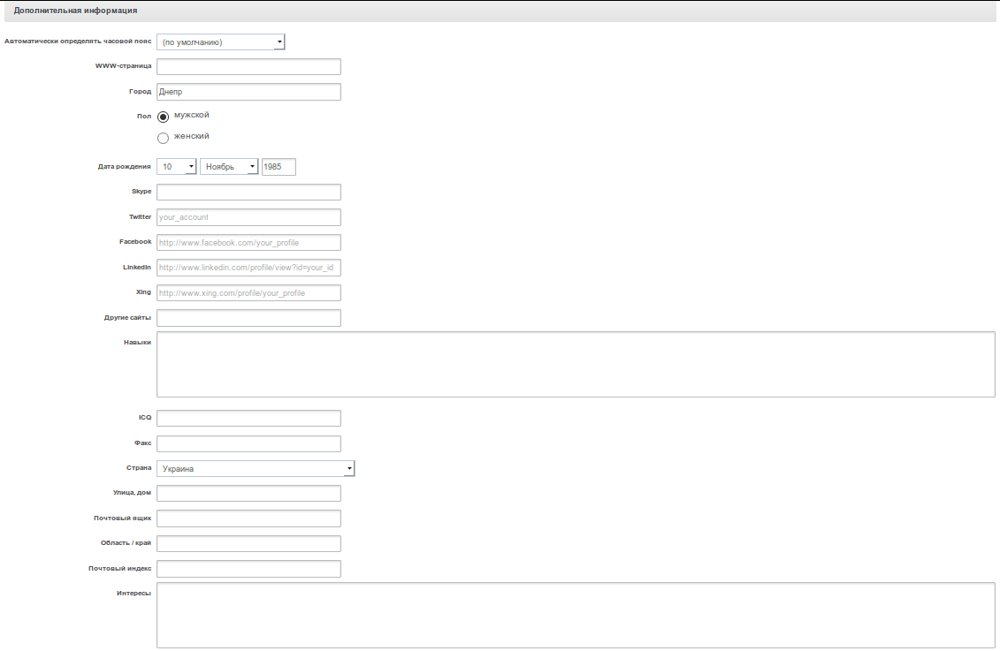 Дополнительная информация
Автоматически определять часовой пояс (по умолчанию)
WWW-страница
Город Днепр
Пол мужской
женский
Дата рождения 10 Ноябрь 1985
Skype
Twitter your_account
Facebook http://www.facebook.com/your_profile
LinkedIn http://www.linkedin.com/profile/view?id=your_id
Xing http://www.xing.com/profile/your_profile
Другие сайты
Навыки
ICQ
Факс
Страна Украина
Улица, дом
Почтовый ящик
Область / край
Почтовый индекс
Интересы